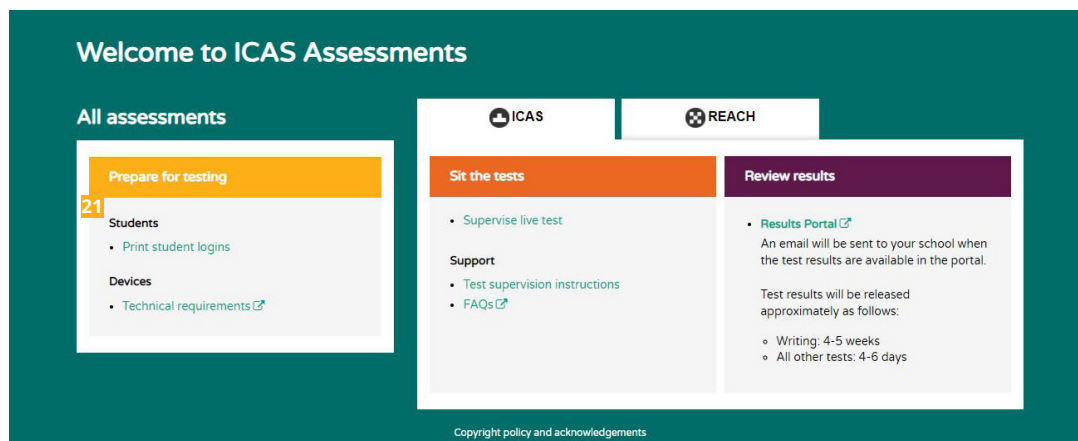 Welcome to ICAS Assessments
All assessments
Prepare for testing
21
Students
• Print student logins
Devices
• Technical requirements
ICAS
REACH
Sit the tests
• Supervise live test
Support
• Test supervision instructions
• FAQs
Review results
• Results Portal
An email will be sent to your school when
the test results are available in the portal.
Test results will be released
approximately as follows:
◦ Writing: 4-5 weeks
◦ All other tests: 4-6 days
Copyright policy and acknowledgements